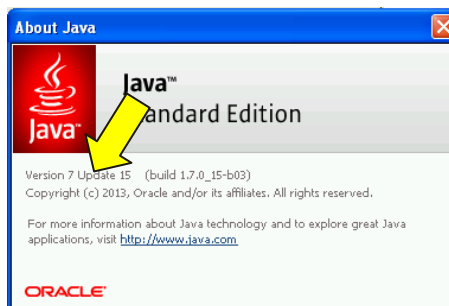 About Java
Java™
andard Edition
Java™
Version 7 Update 15 (build 1.7.0_15-b03)
Copyright (c) 2013, Oracle and/or its affiliates. All rights reserved.
For more information about Java technology and to explore great Java
applications, visit http://www.java.com
ORACLE®